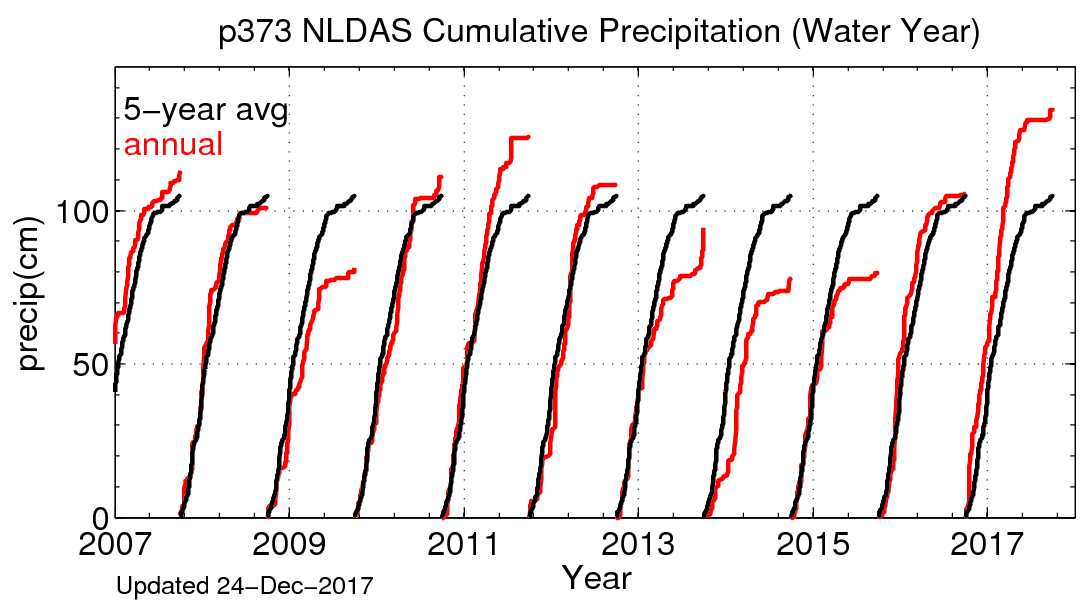 p373 NLDAS Cumulative Precipitation (Water Year)
5−year avg
annual
precip(cm)
100
50
0
2007 2009 2011 2013 2015 2017
Year
Updated 24−Dec−2017